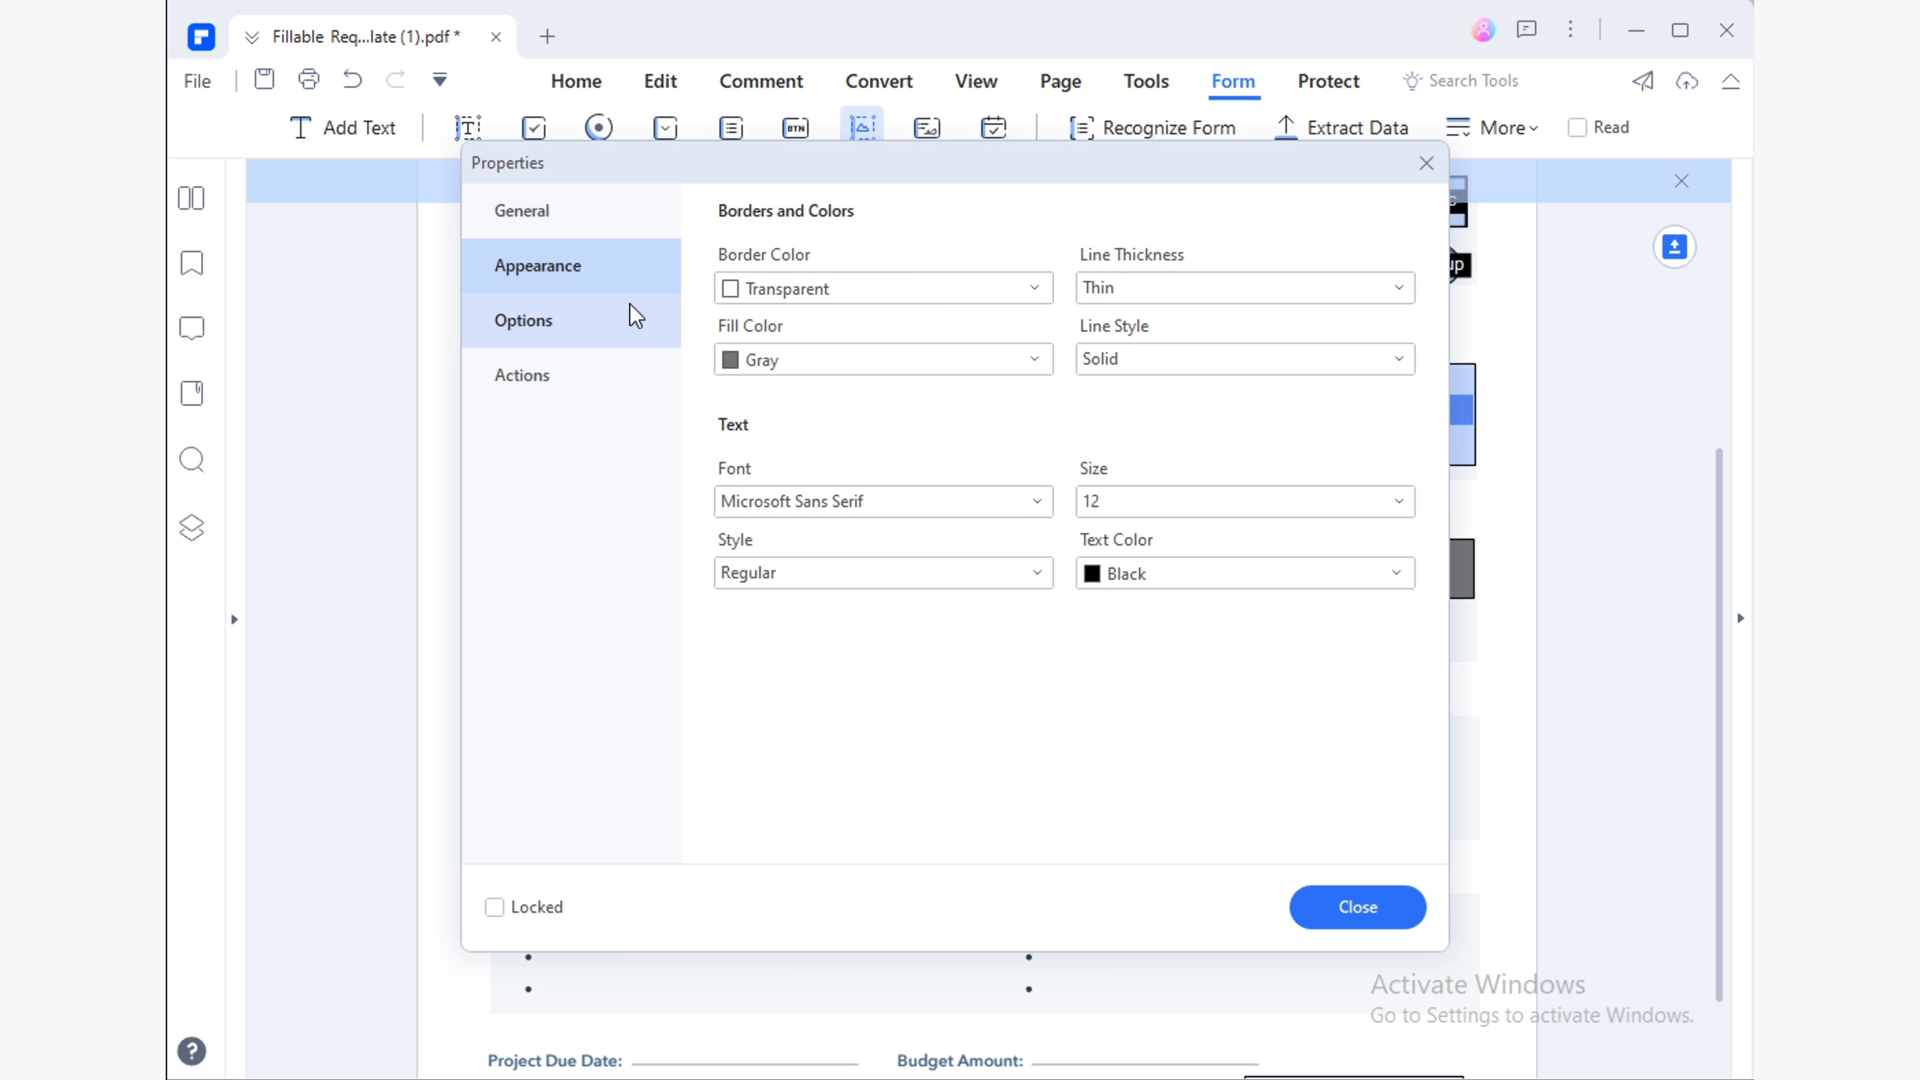 Fillable Req...late (1).pdf *
File
Home
Edit
Comment
Convert
View
Page
Tools
Form
Protect
Search Tools
Add Text
BTN
Recognize Form
Extract Data
More
Read
Properties
General
Appearance
Options
Actions
Borders and Colors
Border Color
Line Thickness
Transparent
Thin
Fill Color
Line Style
Gray
Solid
Text
Font
Size
Microsoft Sans Serif
12
Style
Text Color
Regular
Black
up
Locked
Close
Activate Windows
Go to Settings to activate Windows.
Project Due Date:
Budget Amount: